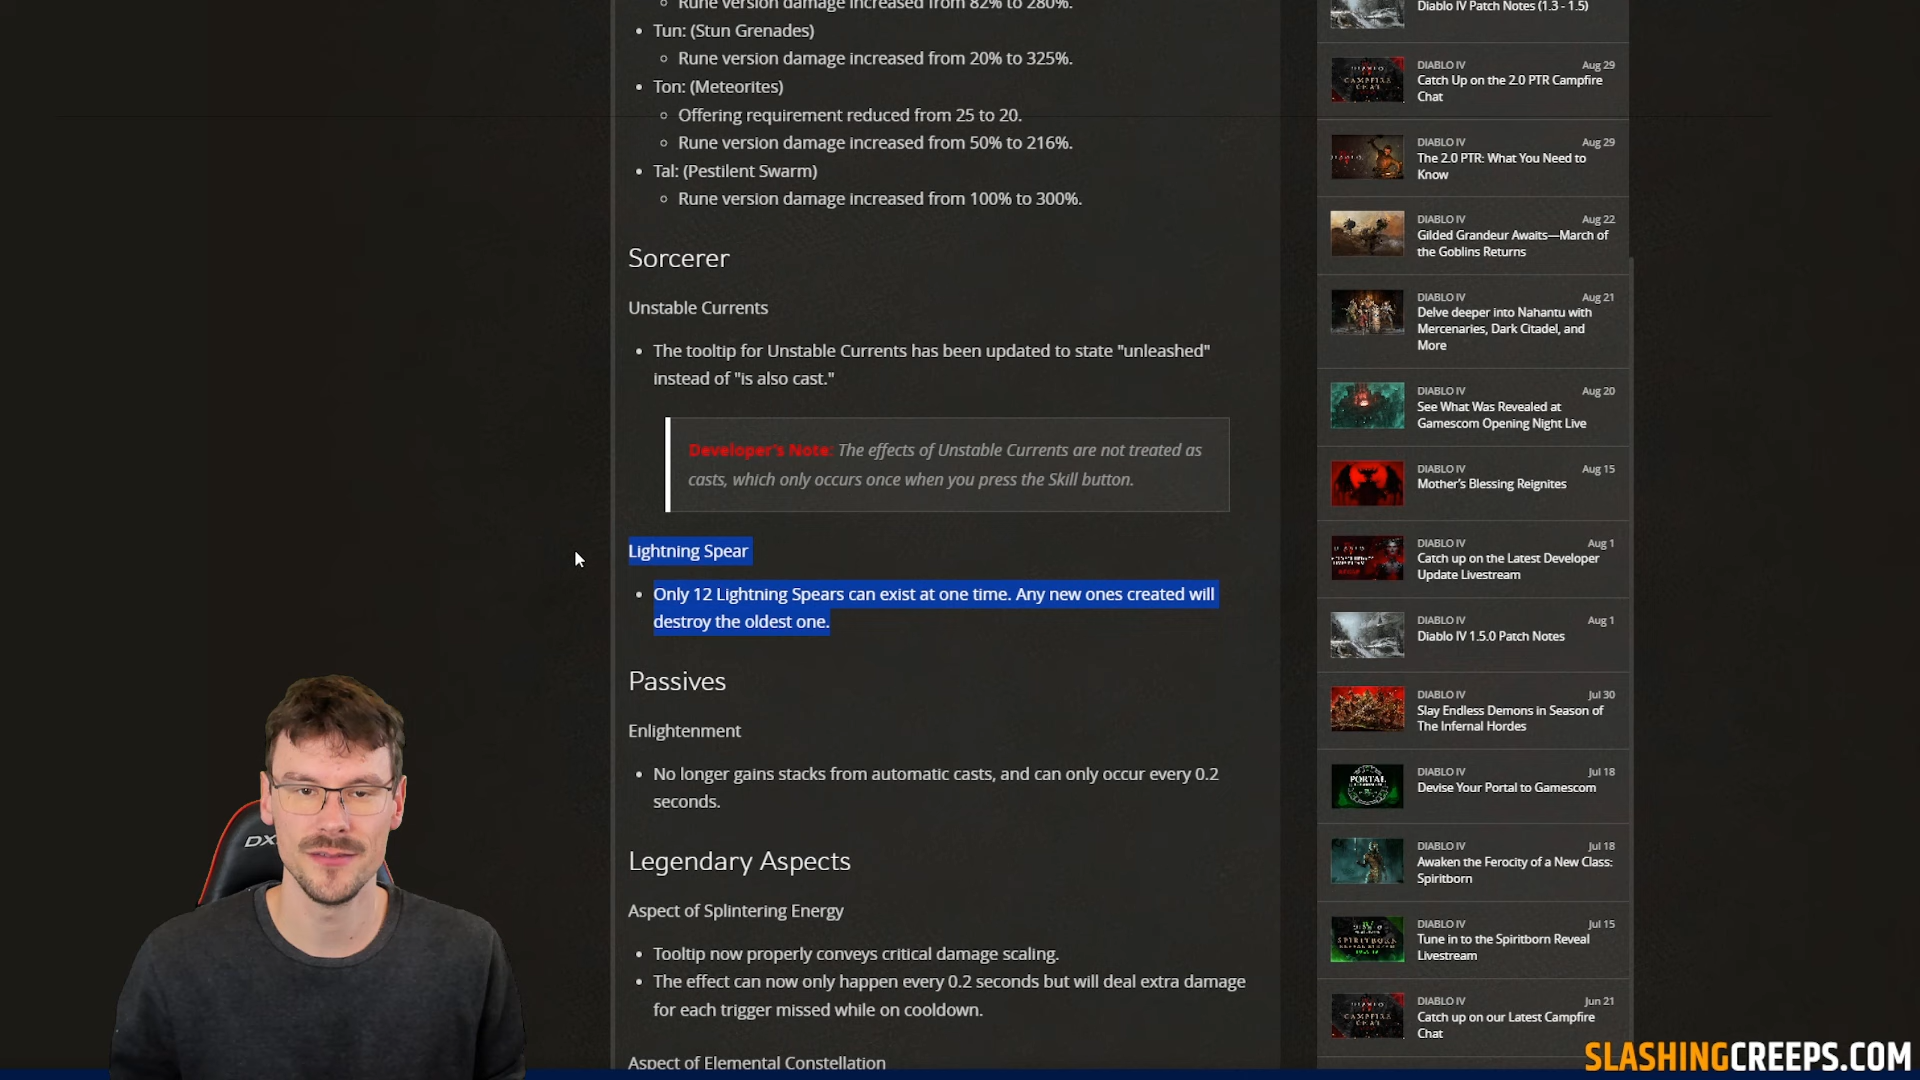 Rune version damage increased from 82% to 280%.
Tun: (Stun Grenades)
Rune version damage increased from 20% to 325%.
Ton: (Meteorites)
Offering requirement reduced from 25 to 20.
Rune version damage increased from 50% to 216%.
Tal: (Pestilent Swarm)
Rune version damage increased from 100% to 300%.
Sorcerer
Unstable Currents
The tooltip for Unstable Currents has been updated to state "unleashed"
instead of "is also cast."
Developer's Note: The effects of Unstable Currents are not treated as
casts, which only occurs once when you press the Skill button.
Lightning Spear
Only 12 Lightning Spears can exist at one time. Any new ones created will
destroy the oldest one.
Passives
Enlightenment
No longer gains stacks from automatic casts, and can only occur every 0.2
seconds.
Legendary Aspects
Aspect of Splintering Energy
Tooltip now properly conveys critical damage scaling.
The effect can now only happen every 0.2 seconds but will deal extra damage
for each trigger missed while on cooldown.
Aspect of Elemental Constellation
Diablo IV Patch Notes (1.3 - 1.5)
DIABLO IV Aug 29
Catch Up on the 2.0 PTR Campfire
Chat
DIABLO IV Aug 29
The 2.0 PTR: What You Need to
Know
DIABLO IV Aug 22
Gilded Grandeur Awaits—March of
the Goblins Returns
DIABLO IV Aug 21
Delve deeper into Nahantu with
Mercenaries, Dark Citadel, and
More
DIABLO IV Aug 20
See What Was Revealed at
Gamescom Opening Night Live
DIABLO IV Aug 15
Mother's Blessing Reignites
DIABLO IV Aug 1
Catch up on the Latest Developer
Update Livestream
DIABLO IV Aug 1
Diablo IV 1.5.0 Patch Notes
DIABLO IV Jul 30
Slay Endless Demons in Season of
The Infernal Hordes
DIABLO IV Jul 18
Devise Your Portal to Gamescom
DIABLO IV Jul 18
Awaken the Ferocity of a New Class:
Spiritborn
DIABLO IV Jul 15
Tune in to the Spiritborn Reveal
Livestream
DIABLO IV Jun 21
Catch up on our Latest Campfire
Chat
SLASHINGCREEPS.COM